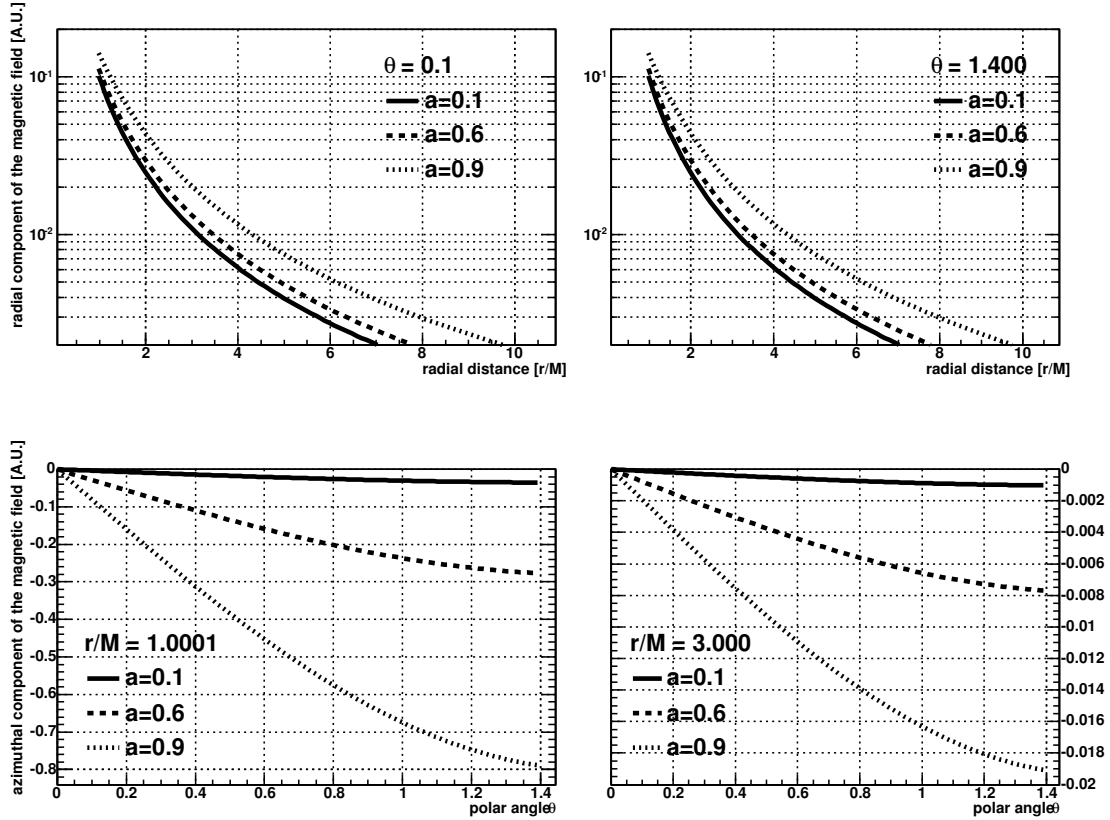 radial component of the magnetic field [A.U.]
10⁻¹
10⁻²
θ = 0.1
a=0.1
a=0.6
a=0.9
2 4 6 8 10
radial distance [r/M]
10⁻¹
10⁻²
θ = 1.400
a=0.1
a=0.6
a=0.9
2 4 6 8 10
radial distance [r/M]
azimuthal component of the magnetic field [A.U.]
0
-0.1
-0.2
-0.3
-0.4
-0.5
-0.6
-0.7
-0.8
r/M = 1.0001
a=0.1
a=0.6
a=0.9
0 0.2 0.4 0.6 0.8 1 1.2 1.4
polar angleθ
r/M = 3.000
a=0.1
a=0.6
a=0.9
0
-0.002
-0.004
-0.006
-0.008
-0.01
-0.012
-0.014
-0.016
-0.018
-0.02
0 0.2 0.4 0.6 0.8 1 1.2 1.4
polar angleθ